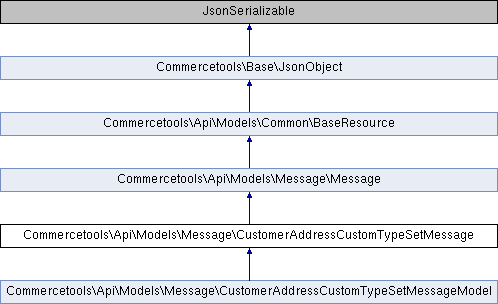 JsonSerializable
Commercetools\Base\JsonObject
Commercetools\Api\Models\Common\BaseResource
Commercetools\Api\Models\Message\Message
Commercetools\Api\Models\Message\CustomerAddressCustomTypeSetMessage
Commercetools\Api\Models\Message\CustomerAddressCustomTypeSetMessageModel